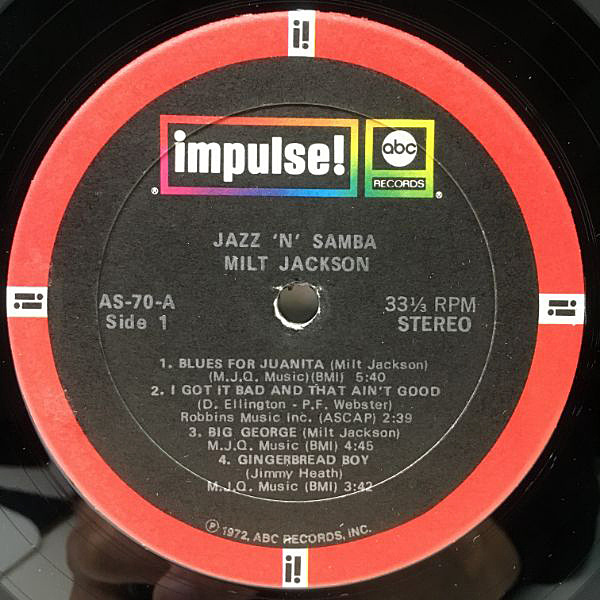 i!
impulse! abc
RECORDS
® ®
JAZZ 'N' SAMBA
MILT JACKSON
i! AS-70-A 33⅓ RPM i!
Side 1 STEREO
1. BLUES FOR JUANITA (Milt Jackson)
(M.J.Q. Music)(BMI) 5:40
2. I GOT IT BAD AND THAT AIN'T GOOD
(D. Ellington - P.F. Webster)
Robbins Music Inc. (ASCAP) 2:39
3. BIG GEORGE (Milt Jackson)
M.J.Q. Music (BMI) 4:45
4. GINGERBREAD BOY
(Jimmy Heath)
M.J.Q. Music (BMI) 3:42
℗ 1972, ABC RECORDS, INC.
i!